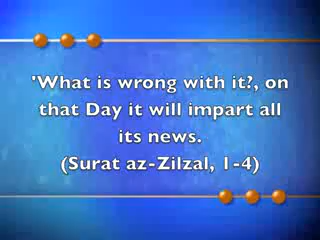 'What is wrong with it?, on
that Day it will impart all
its news.
(Surat az-Zilzal, 1-4)